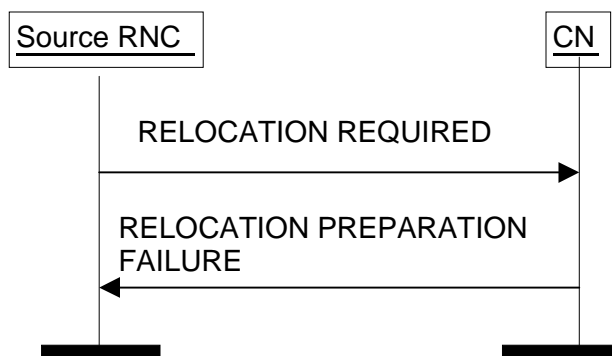 Source RNC
CN
RELOCATION REQUIRED
RELOCATION PREPARATION
FAILURE